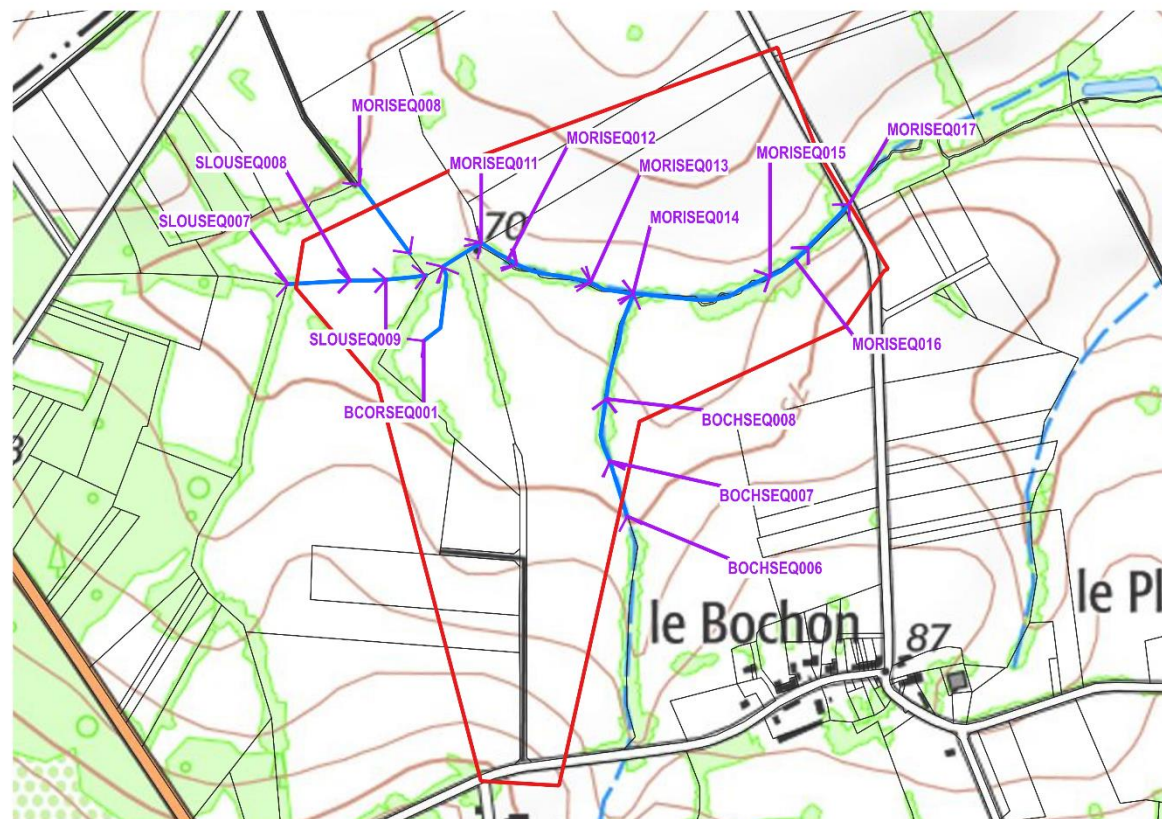 MORISEQ008
MORISEQ017
MORISEQ012
MORISEQ015
SLOUSEQ008
MORISEQ011
MORISEQ013
SLOUSEQ007
MORISEQ014
70
SLOUSEQ009
MORISEQ016
BCORSEQ001
BOCHSEQ008
BOCHSEQ007
BOCHSEQ006
le Bochon
87
le Pl